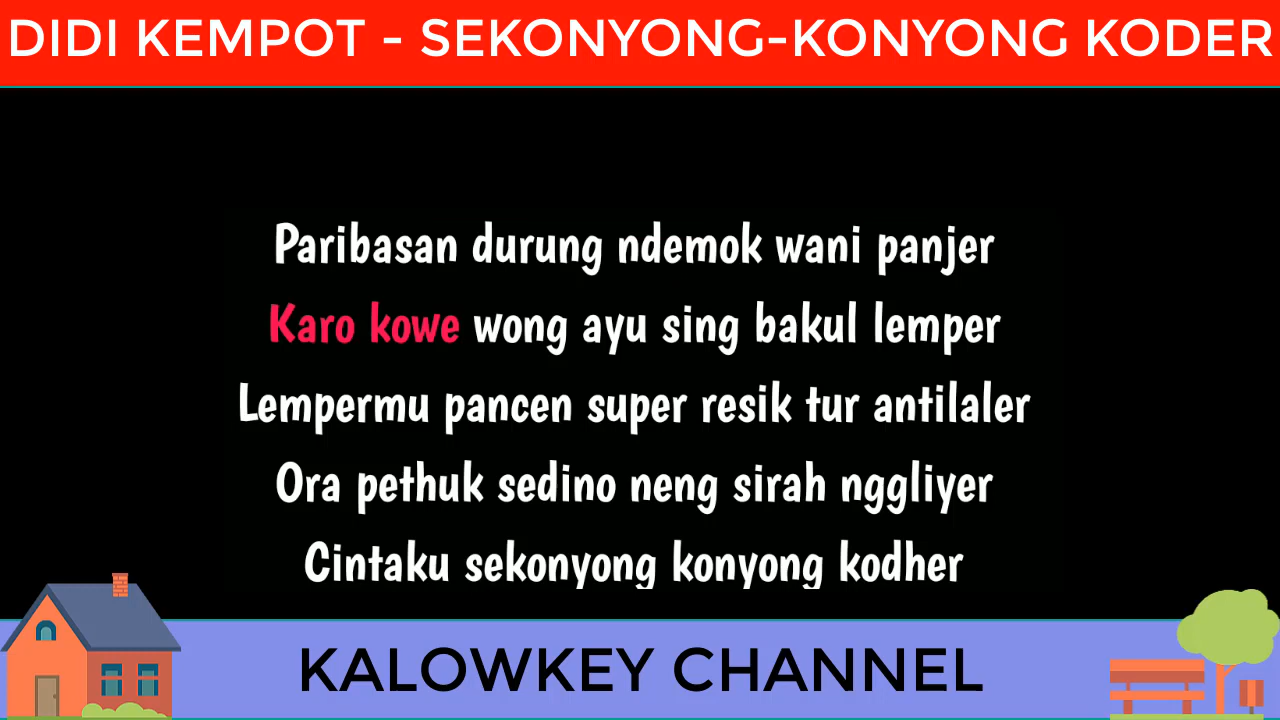 DIDI KEMPOT - SEKONYONG-KONYONG KODER
Paribasan durung ndemok wani panjer
Karo kowe wong ayu sing bakul lemper
Lempermu pancen super resik tur antilaler
Ora pethuk sedino neng sirah nggliyer
Cintaku sekonyong konyong kodher
KALOWKEY CHANNEL